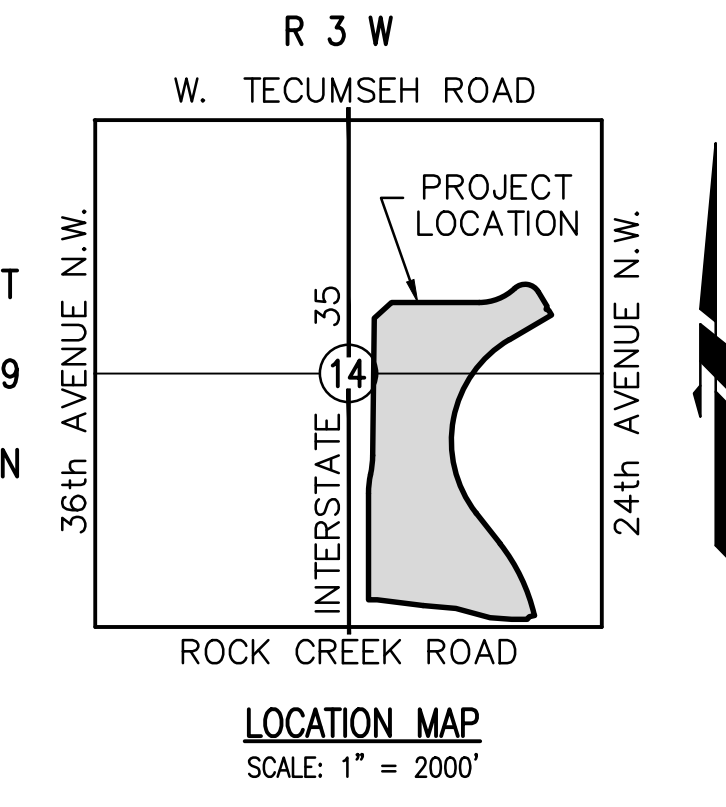 R 3 W
W. TECUMSEH ROAD
PROJECT
LOCATION
T
9
N
36th AVENUE N.W.
INTERSTATE 35
14
24th AVENUE N.W.
ROCK CREEK ROAD
LOCATION MAP
SCALE: 1" = 2000'